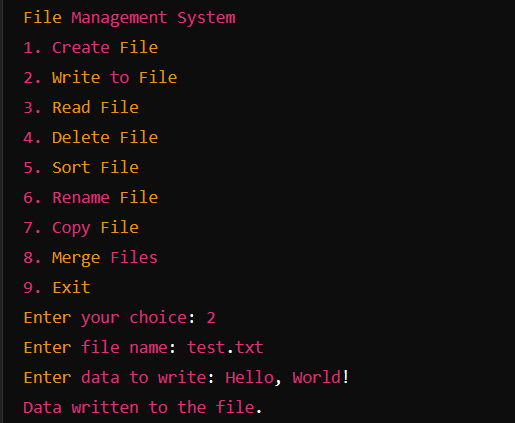 File Management System
1. Create File
2. Write to File
3. Read File
4. Delete File
5. Sort File
6. Rename File
7. Copy File
8. Merge Files
9. Exit
Enter your choice: 2
Enter file name: test.txt
Enter data to write: Hello, World!
Data written to the file.